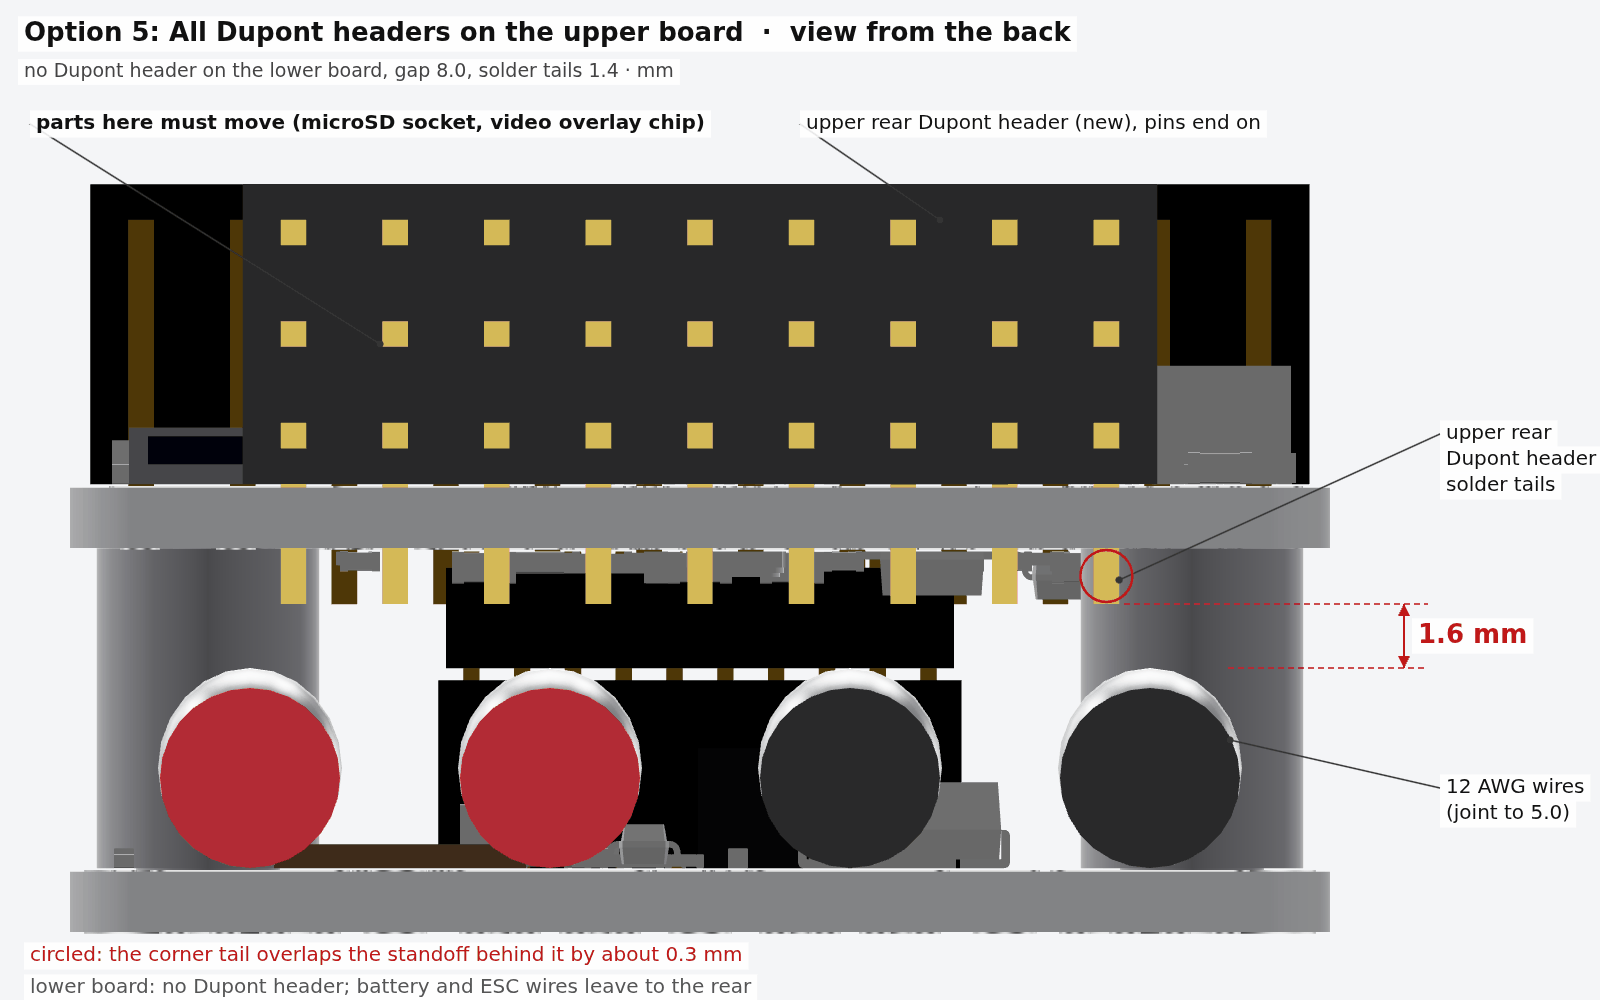 Option 5: All Dupont headers on the upper board · view from the back
no Dupont header on the lower board, gap 8.0, solder tails 1.4 · mm
parts here must move (microSD socket, video overlay chip)
upper rear Dupont header (new), pins end on
upper rear
Dupont header
solder tails
1.6 mm
12 AWG wires
(joint to 5.0)
circled: the corner tail overlaps the standoff behind it by about 0.3 mm
lower board: no Dupont header; battery and ESC wires leave to the rear